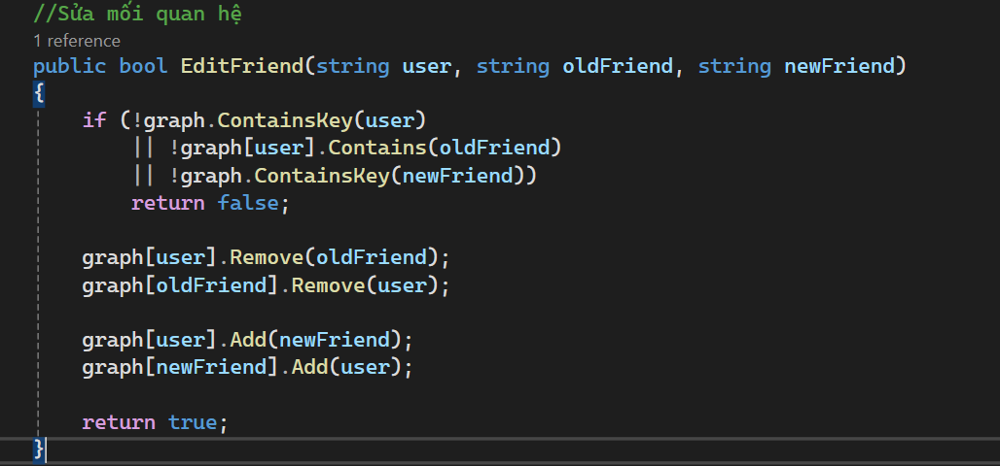 //Sửa mối quan hệ
1 reference
public bool EditFriend(string user, string oldFriend, string newFriend)
{
if (!graph.ContainsKey(user)
|| !graph[user].Contains(oldFriend)
|| !graph.ContainsKey(newFriend))
return false;
graph[user].Remove(oldFriend);
graph[oldFriend].Remove(user);
graph[user].Add(newFriend);
graph[newFriend].Add(user);
return true;
}